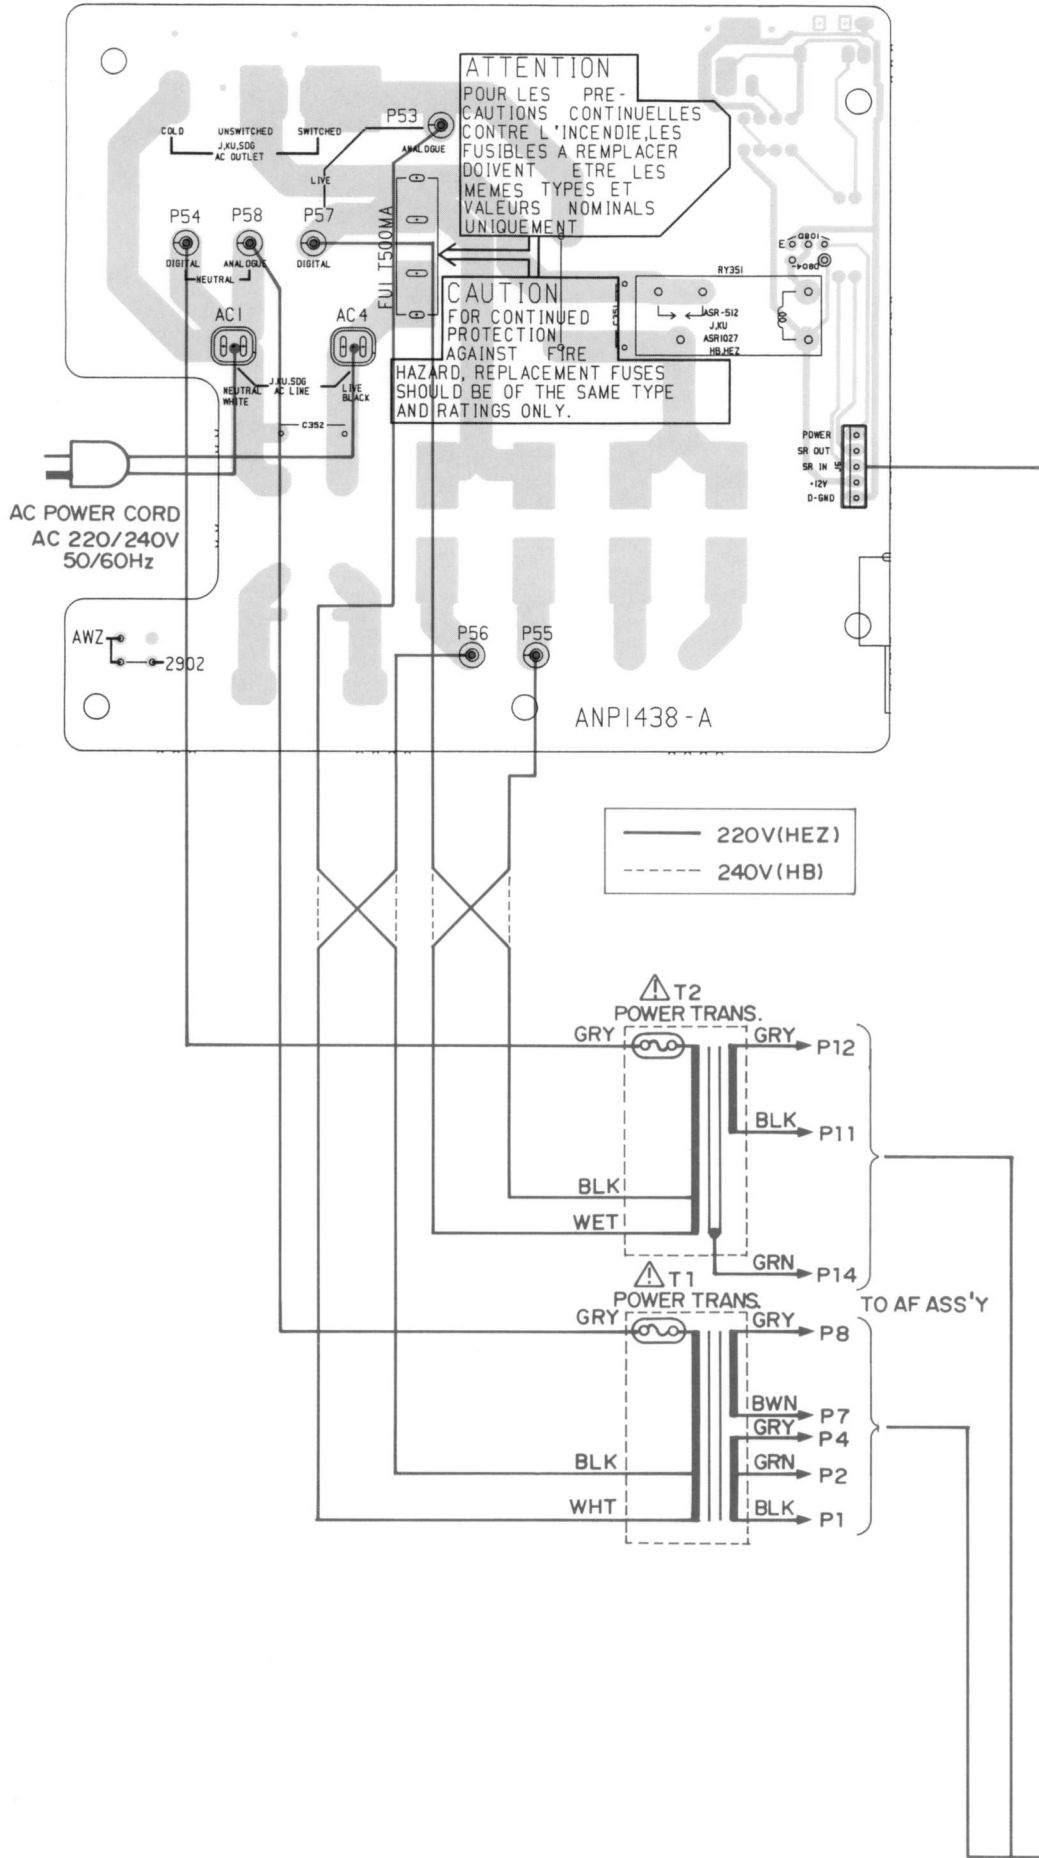 ATTENTION
POUR LES PRE-
CAUTIONS CONTINUELLES
CONTRE L'INCENDIE,LES
FUSIBLES A REMPLACER
DOIVENT ETRE LES
MEMES TYPES ET
VALEURS NOMINALS
UNIQUEMENT
P53
ANALOGUE
COLD UNSWITCHED SWITCHED
J,KU,SDG
AC OUTLET
LIVE
P54 P58 P57
DIGITAL ANALOGUE DIGITAL
NEUTRAL
FU1 T500MA
CAUTION
FOR CONTINUED
PROTECTION
AGAINST FIRE
HAZARD, REPLACEMENT FUSES
SHOULD BE OF THE SAME TYPE
AND RATINGS ONLY.
C351
RY351
ASR-512
J,KU
ASR1027
HB,HEZ
E
Q801
D804
AC1 AC4
J,KU,SDG
AC LINE
NEUTRAL
WHITE
LIVE
BLACK
C352
POWER
SR OUT
SR IN
+12V
D-GND
J6
AC POWER CORD
AC 220/240V
50/60Hz
AWZ
2902
P56 P55
ANP1438-A
220V(HEZ)
240V(HB)
T2
POWER TRANS.
GRY GRY P12
BLK P11
BLK
WET
GRN P14
T1
POWER TRANS.
TO AF ASS'Y
GRY GRY P8
BWN P7
GRY P4
BLK GRN P2
WHT BLK P1